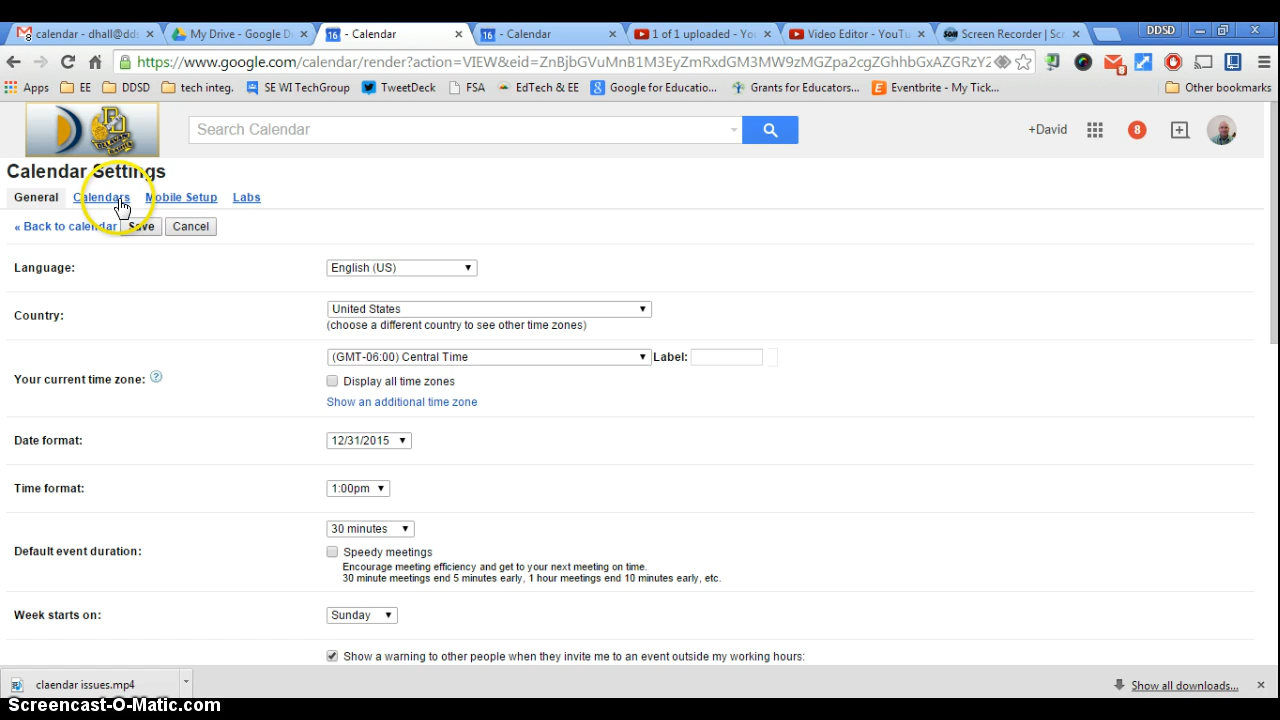 calendar - dhall@dds
My Drive - Google D
16 - Calendar
16 - Calendar
1 of 1 uploaded - You
Video Editor - YouTu
Screen Recorder | Scr
DDSD
https://www.google.com/calendar/render?action=VIEW&eid=ZnBjbGVuMnB1M3EyZmRxdGM3MW9zMGZpa2cgZGhhbGxAZGRzY2
Apps EE DDSD tech integ. SE WI TechGroup TweetDeck FSA EdTech & EE Google for Educatio... Grants for Educators... Eventbrite - My Tick... Other bookmarks
Search Calendar
+David
8
Calendar Settings
General Calendars Mobile Setup Labs
« Back to calendar Save Cancel
Language: English (US)
Country: United States
(choose a different country to see other time zones)
Your current time zone: ? (GMT-06:00) Central Time Label:
Display all time zones
Show an additional time zone
Date format: 12/31/2015
Time format: 1:00pm
Default event duration: 30 minutes
Speedy meetings
Encourage meeting efficiency and get to your next meeting on time.
30 minute meetings end 5 minutes early, 1 hour meetings end 10 minutes early, etc.
Week starts on: Sunday
Show a warning to other people when they invite me to an event outside my working hours:
claendar issues.mp4
Show all downloads...
Screencast-O-Matic.com